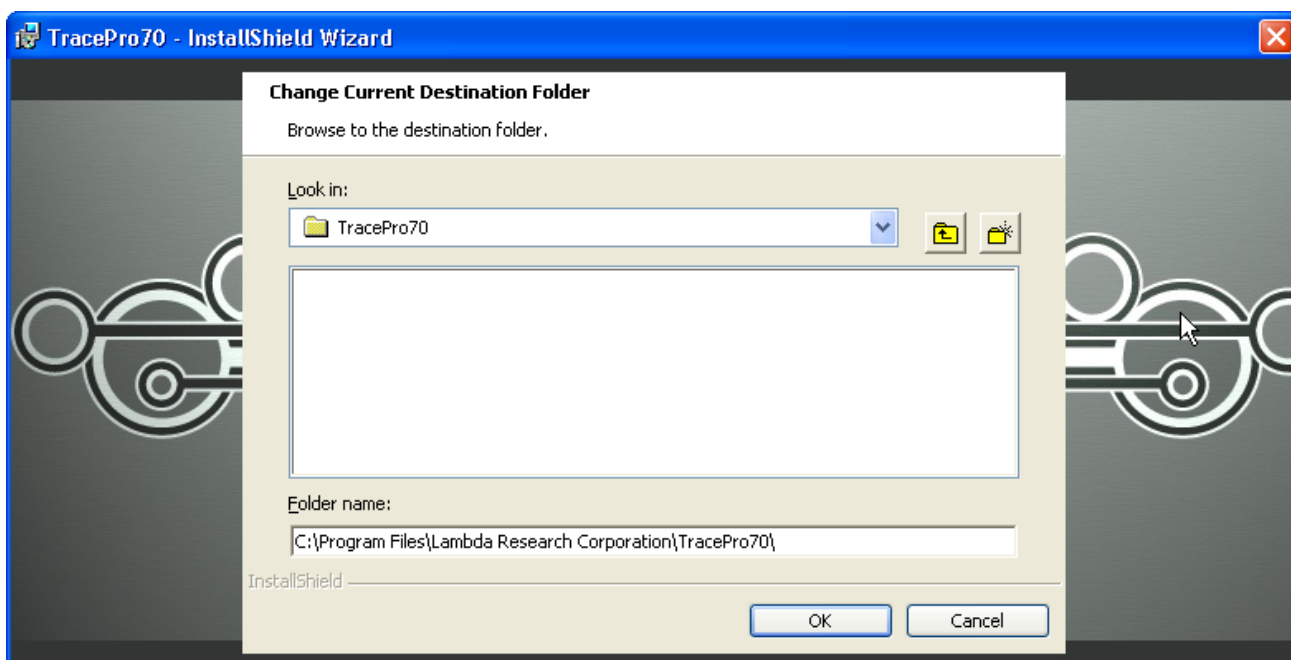 TracePro70 - InstallShield Wizard
Change Current Destination Folder
Browse to the destination folder.
Look in:
TracePro70
Folder name:
C:\Program Files\Lambda Research Corporation\TracePro70\
InstallShield
OK
Cancel